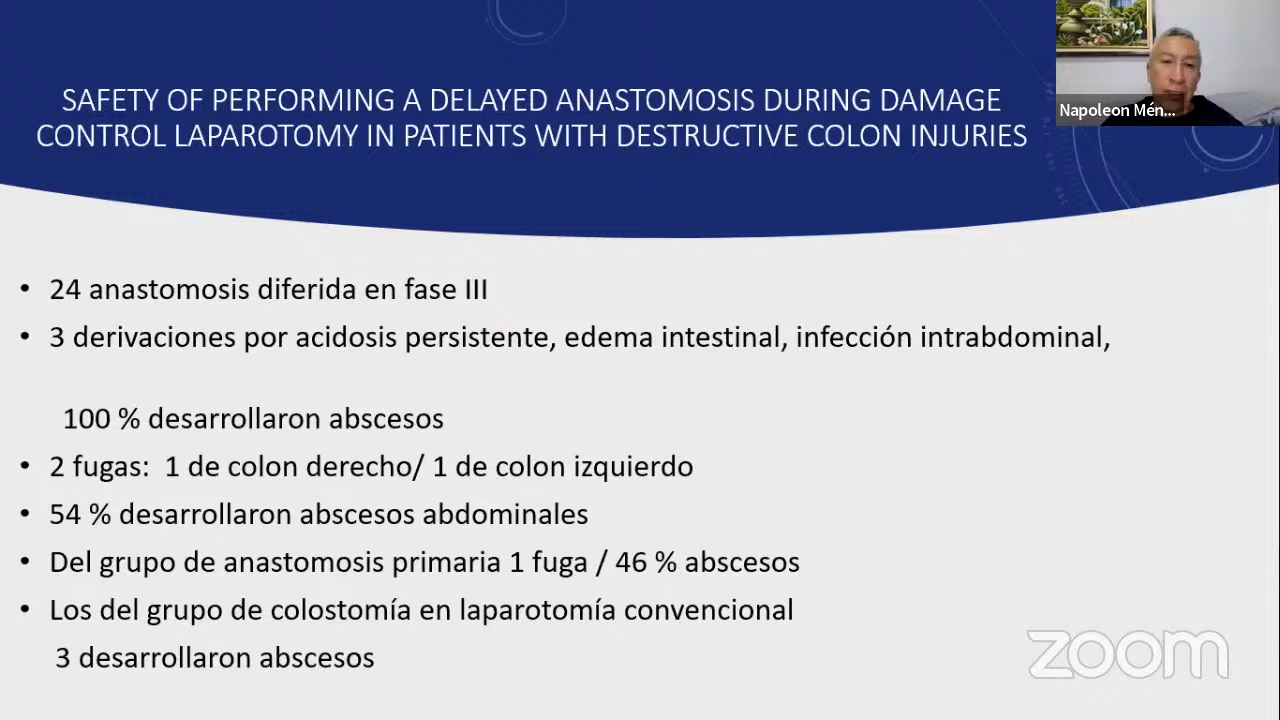 SAFETY OF PERFORMING A DELAYED ANASTOMOSIS DURING DAMAGE
CONTROL LAPAROTOMY IN PATIENTS WITH DESTRUCTIVE COLON INJURIES
Napoleon Mén...
• 24 anastomosis diferida en fase III
• 3 derivaciones por acidosis persistente, edema intestinal, infección intrabdominal,
100 % desarrollaron abscesos
• 2 fugas: 1 de colon derecho/ 1 de colon izquierdo
• 54 % desarrollaron abscesos abdominales
• Del grupo de anastomosis primaria 1 fuga / 46 % abscesos
• Los del grupo de colostomía en laparotomía convencional
3 desarrollaron abscesos
zoom